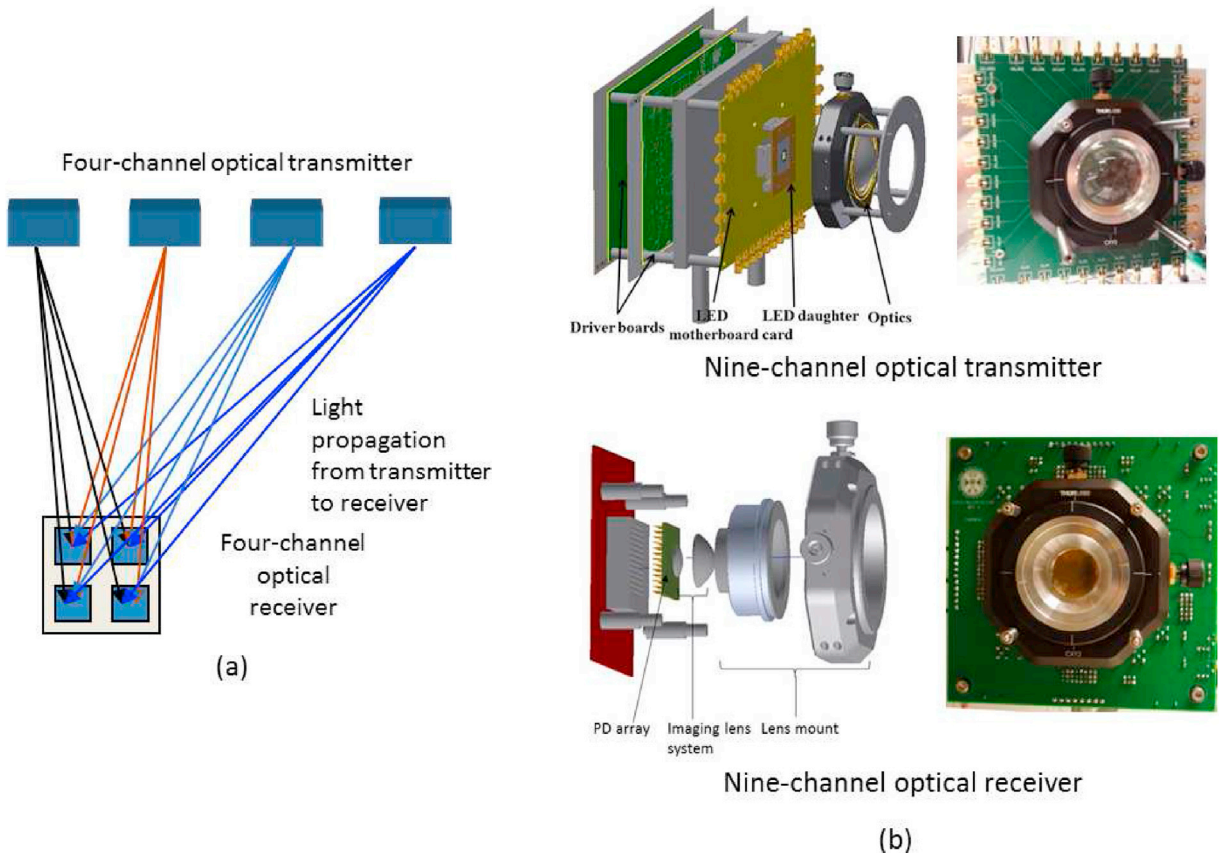 Four-channel optical transmitter
Light
propagation
from transmitter
to receiver
Four-channel
optical
receiver
(a)
Driver boards
LED
motherboard
LED daughter
card
Optics
Nine-channel optical transmitter
THORLABS
PD array
Imaging lens
system
Lens mount
THORLABS
Nine-channel optical receiver
(b)